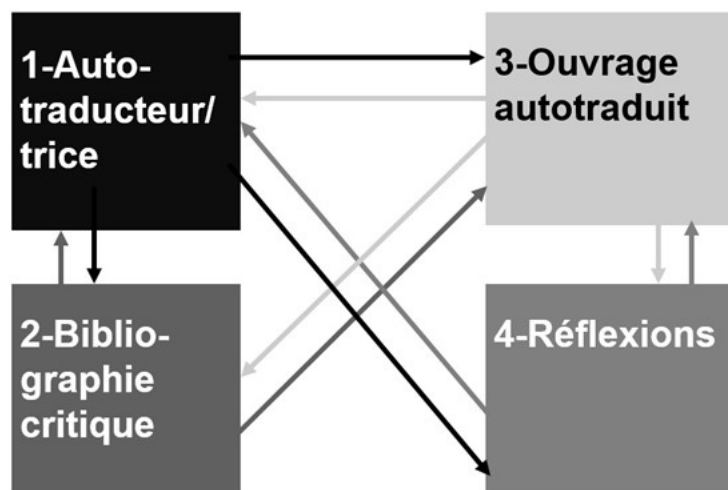 1-Auto-
traducteur/
trice
3-Ouvrage
autotraduit
2-Biblio-
graphie
critique
4-Réflexions